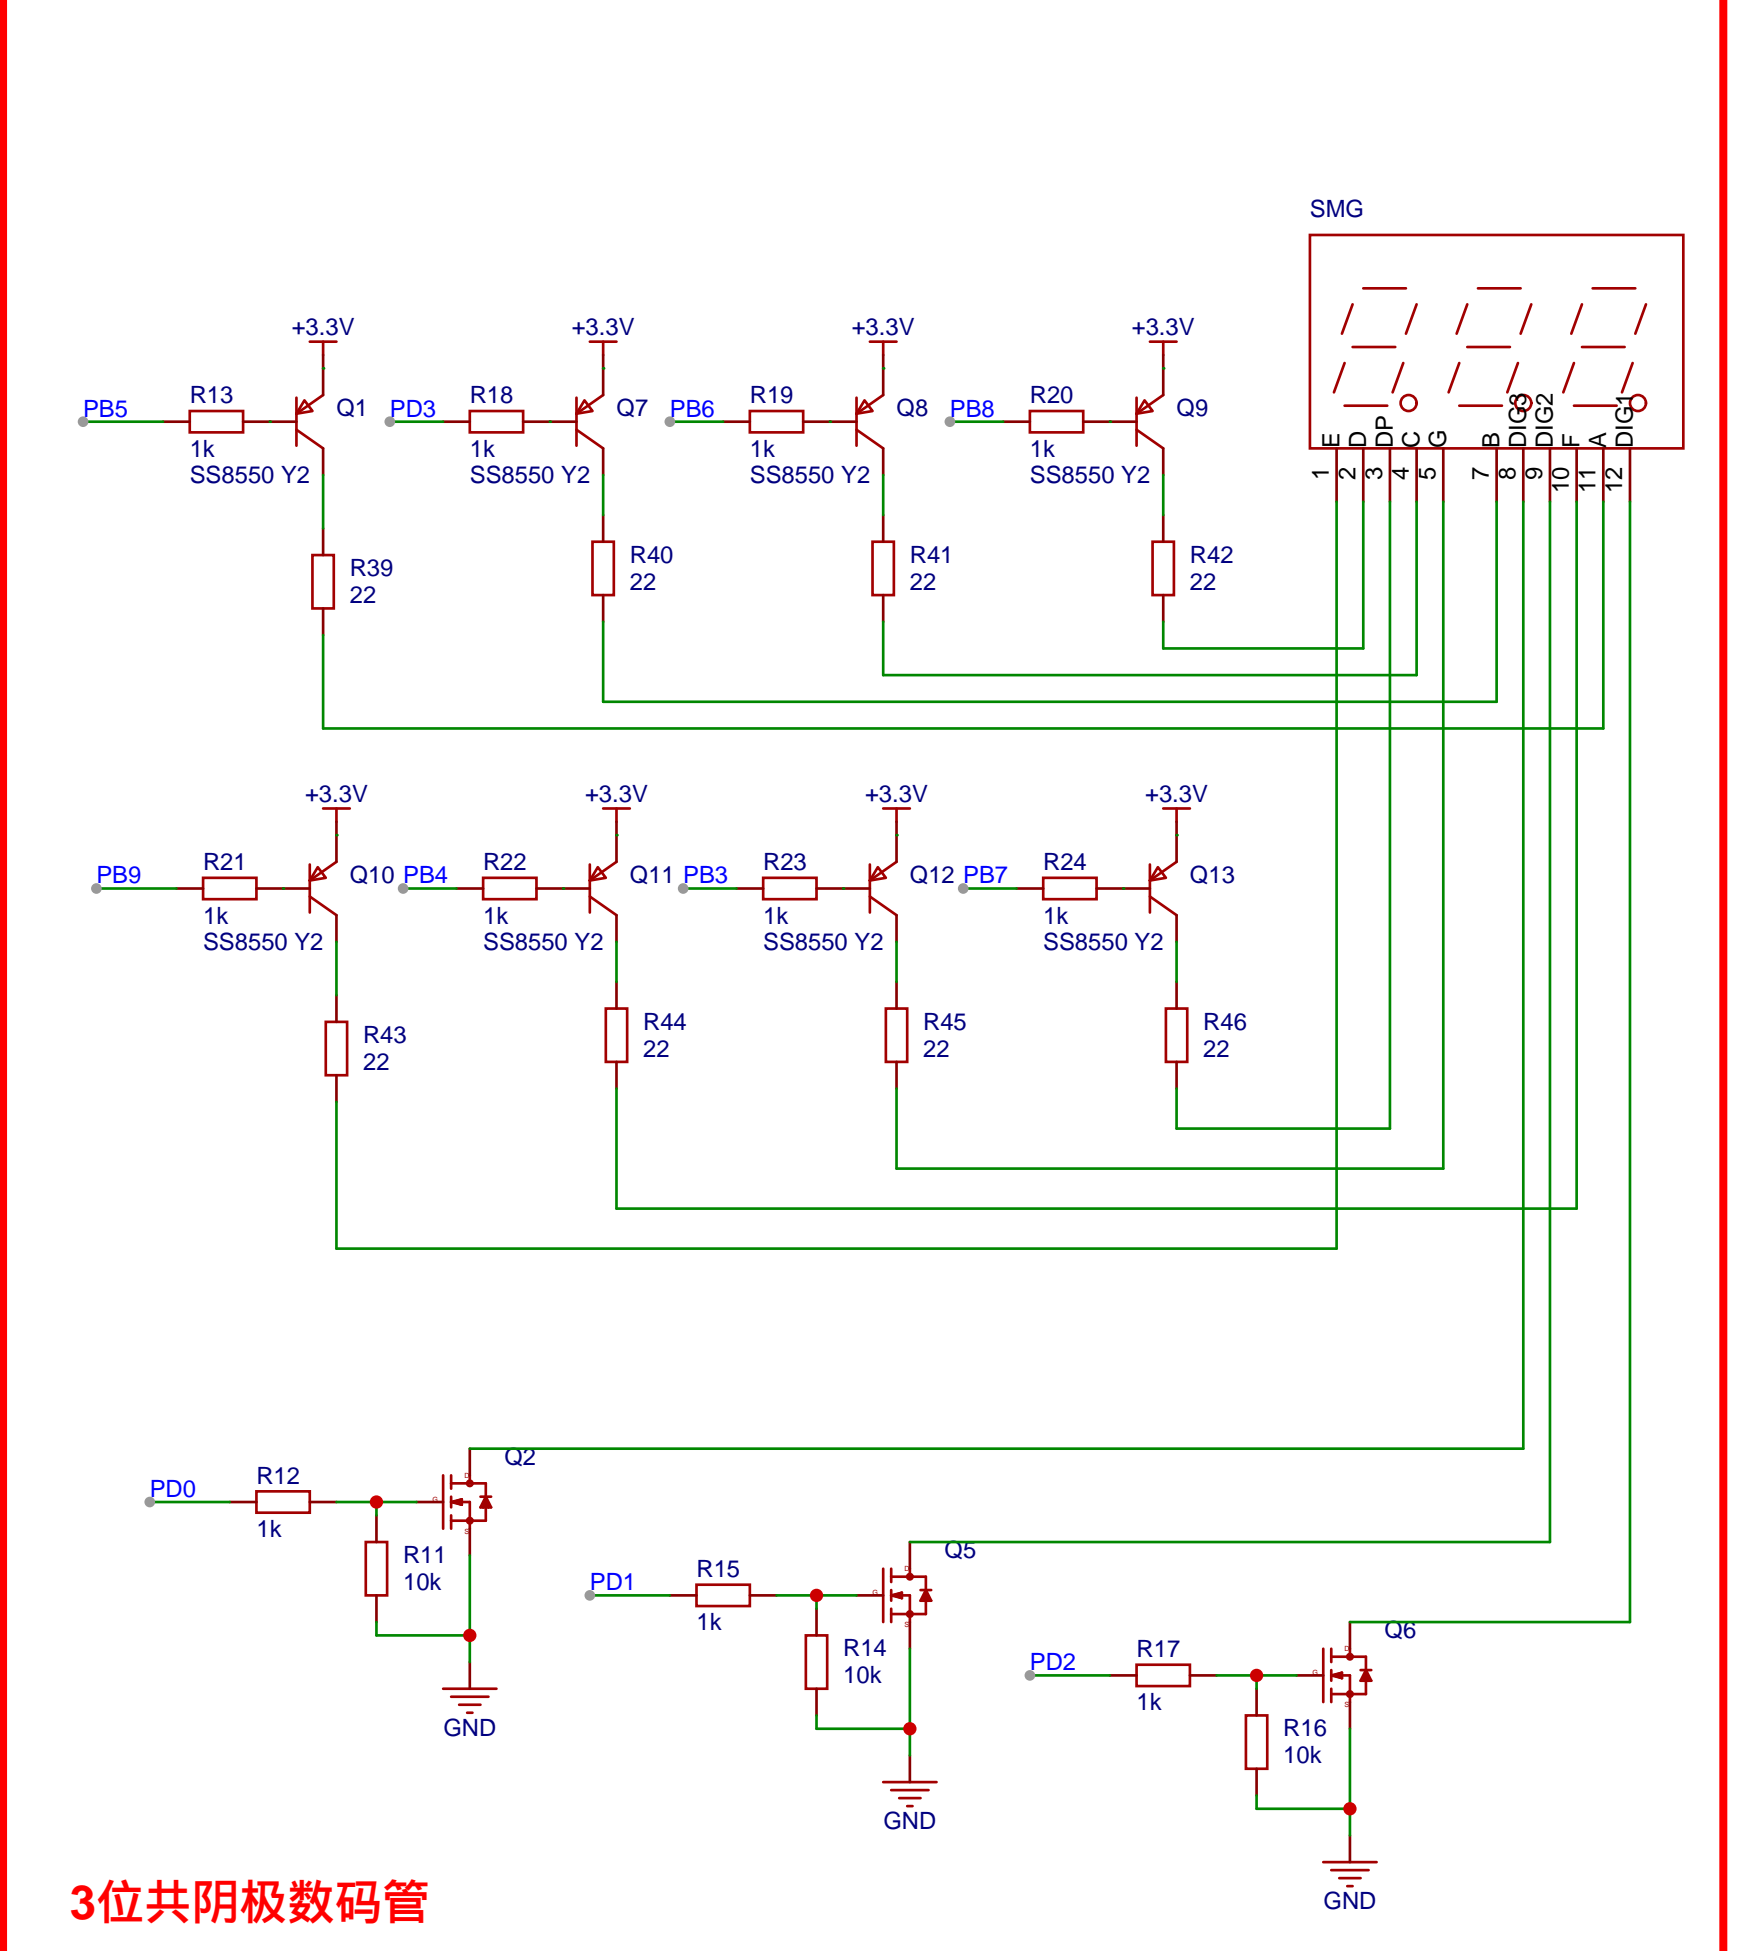 SMG
+3.3V +3.3V +3.3V +3.3V
PB5 R13 Q1 PD3 R18 Q7 PB6 R19 Q8 PB8 R20 Q9
1k 1k 1k 1k
SS8550 Y2 SS8550 Y2 SS8550 Y2 SS8550 Y2
E D DP C G B DIG3 DIG2 F A DIG1
1 2 3 4 5 7 8 9 10 11 12
R39 R40 R41 R42
22 22 22 22
+3.3V +3.3V +3.3V +3.3V
PB9 R21 Q10 PB4 R22 Q11 PB3 R23 Q12 PB7 R24 Q13
1k 1k 1k 1k
SS8550 Y2 SS8550 Y2 SS8550 Y2 SS8550 Y2
R43 R44 R45 R46
22 22 22 22
Q2
D
PD0 R12 G
1k S
R11
10k
GND
Q5
D
PD1 R15 G
1k S
R14
10k
GND
Q6
D
PD2 R17 G
1k S
R16
10k
GND
3位共阴极数码管